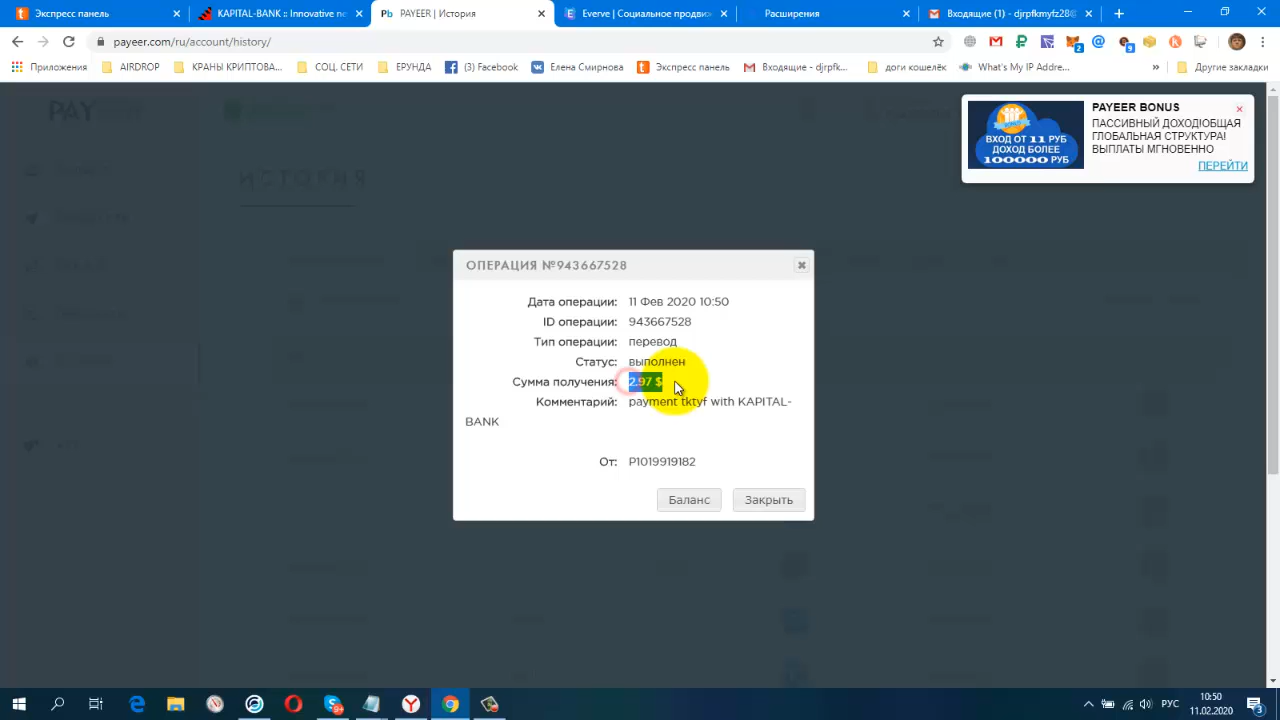 Экспресс панель
KAPITAL-BANK :: Innovative ne
PAYEER | История
Everve | Социальное продви
Расширения
Входящие (1) - djrpfkmyfz28@
payeer.com/ru/account/history/
Приложения
AIRDROP
КРАНЫ КРИПТОВА...
СОЦ. СЕТИ
ЕРУНДА
(3) Facebook
Елена Смирнова
Экспресс панель
Входящие - djrpfk...
доги кошелёк
What's My IP Addre...
»
Другие закладки
PAY
ИСТОРИЯ
PAYEER BONUS
ПАССИВНЫЙ ДОХОД!ОБЩАЯ
ГЛОБАЛЬНАЯ СТРУКТУРА!
ВЫПЛАТЫ МГНОВЕННО
ПЕРЕЙТИ
ВХОД ОТ 11 РУБ
ДОХОД БОЛЕЕ
100000 РУБ
ОПЕРАЦИЯ №943667528
Дата операции: 11 Фев 2020 10:50
ID операции: 943667528
Тип операции: перевод
Статус: выполнен
Сумма получения: 2.97 $
Комментарий: payment tktyf with KAPITAL-
BANK
От: P1019919182
Баланс
Закрыть
РУС
10:50
11.02.2020